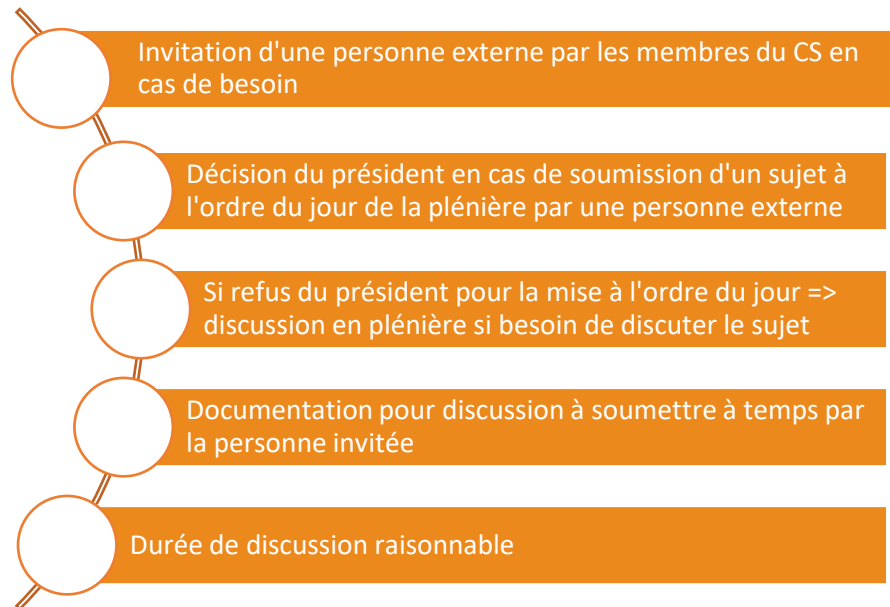 Invitation d'une personne externe par les membres du CS en
cas de besoin
Décision du président en cas de soumission d'un sujet à
l'ordre du jour de la plénière par une personne externe
Si refus du président pour la mise à l'ordre du jour =>
discussion en plénière si besoin de discuter le sujet
Documentation pour discussion à soumettre à temps par
la personne invitée
Durée de discussion raisonnable